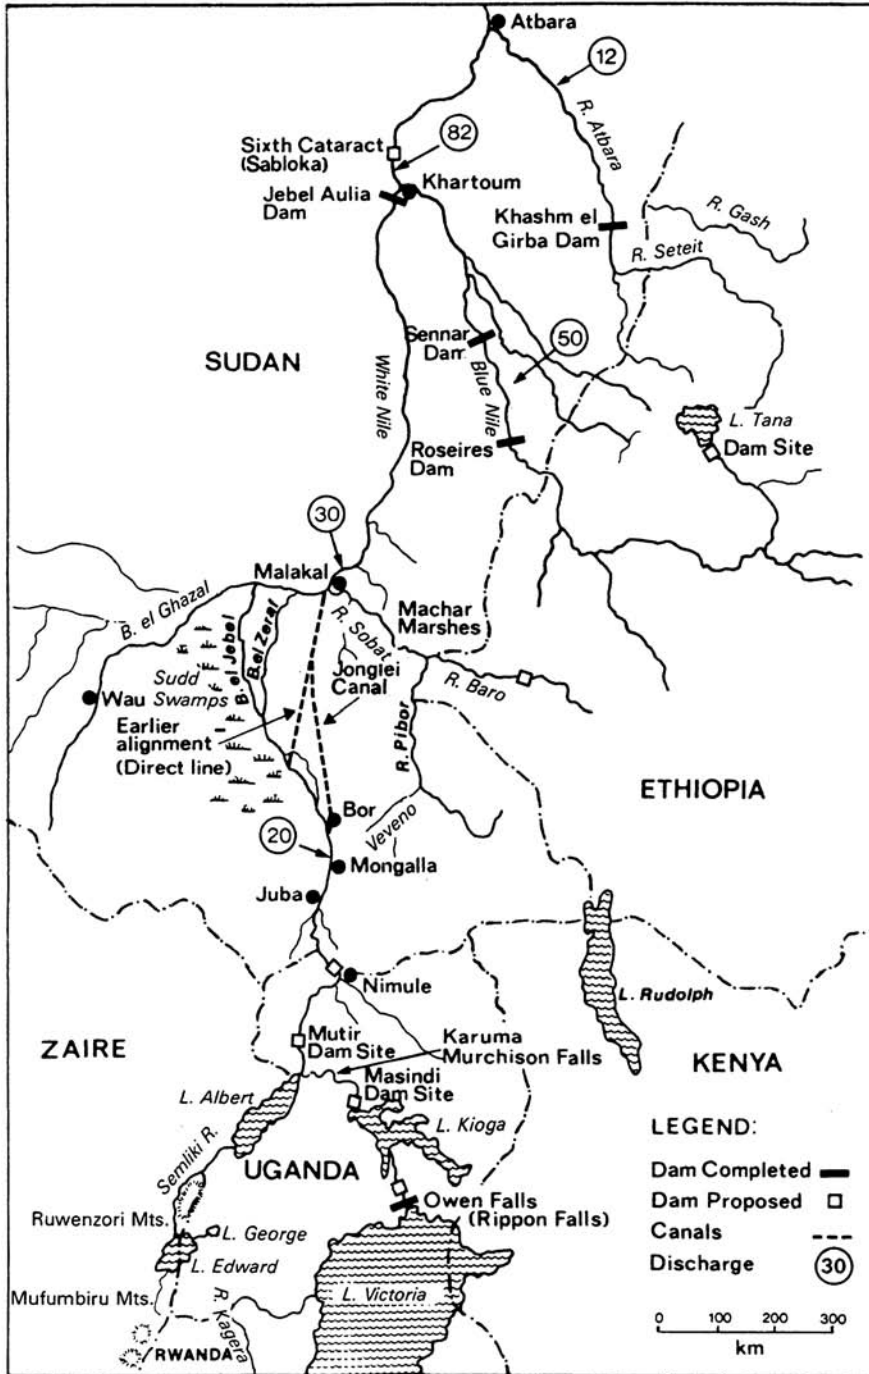 Atbara
12
R. Atbara
Sixth Cataract
(Sabloka)
82
Khartoum
Jebel Aulia
Dam
R. Gash
Khashm el
Girba Dam
R. Seteit
Sennar
Dam
50
SUDAN
White Nile
Blue Nile
L. Tana
Dam Site
Roseires
Dam
30
Malakal
B. el Ghazal
R. Sobat
Machar
Marshes
B. el Jebel
B.el Zeraf
Jonglei
Canal
R. Baro
Sudd
Swamps
Wau
Earlier
alignment
(Direct line)
R. Pibor
ETHIOPIA
Bor
Veveno
20
Mongalla
Juba
Nimule
L. Rudolph
ZAIRE
Mutir
Dam Site
Karuma
Murchison Falls
KENYA
Masindi
Dam Site
L. Albert
L. Kioga
Semliki R.
UGANDA
Owen Falls
(Rippon Falls)
Ruwenzori Mts.
L. George
L. Edward
Mufumbiru Mts.
R. Kagera
L. Victoria
RWANDA
LEGEND:
Dam Completed
Dam Proposed
Canals
Discharge 30
0 100 200 300
km